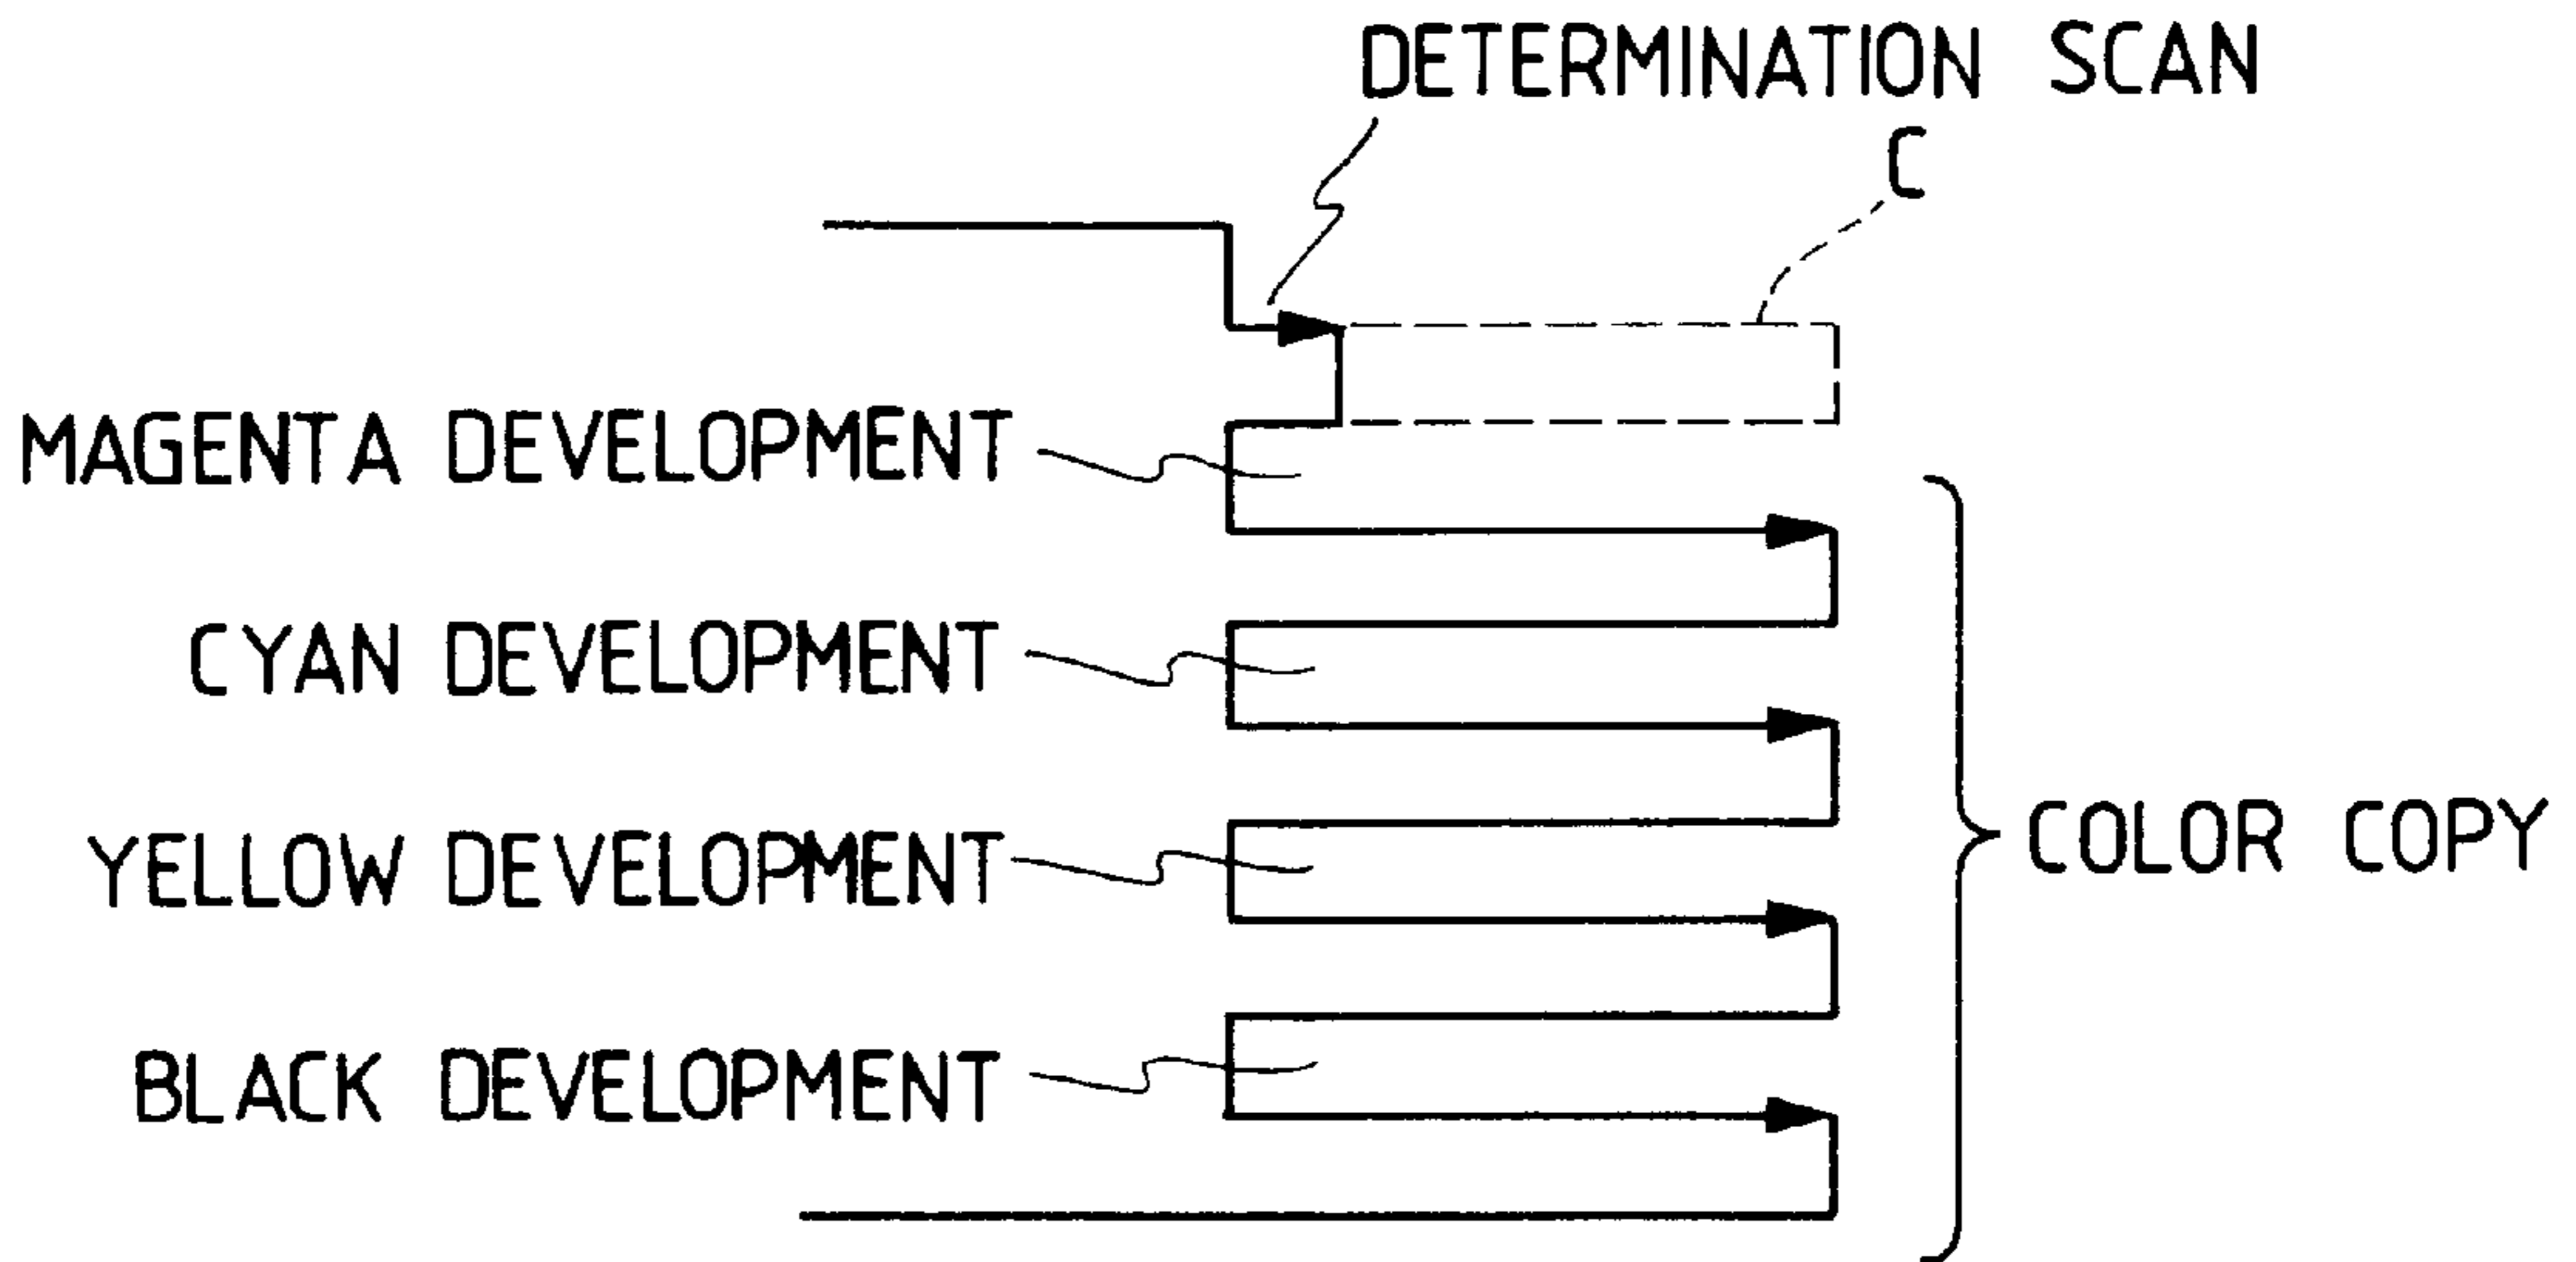 DETERMINATION SCAN
C
MAGENTA DEVELOPMENT
CYAN DEVELOPMENT
YELLOW DEVELOPMENT
COLOR COPY
BLACK DEVELOPMENT